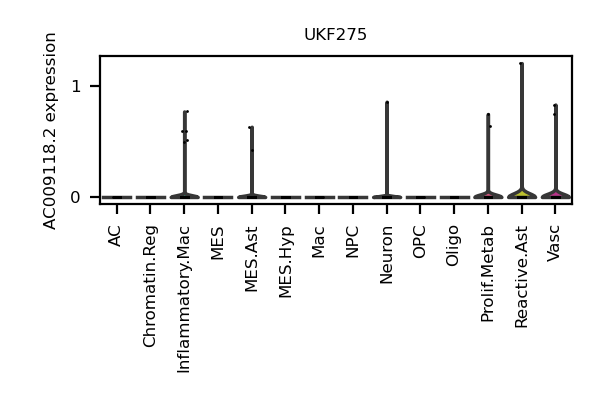 UKF275
AC009118.2 expression
1
0
AC
Chromatin.Reg
Inflammatory.Mac
MES
MES.Ast
MES.Hyp
Mac
NPC
Neuron
OPC
Oligo
Prolif.Metab
Reactive.Ast
Vasc